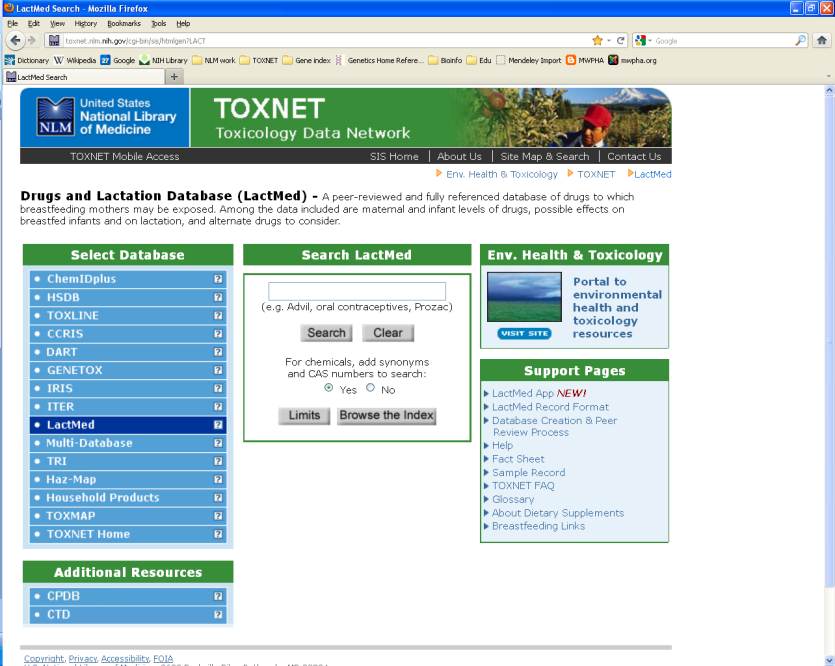 LactMed Search - Mozilla Firefox
File Edit View History Bookmarks Tools Help
toxnet.nlm.nih.gov/cgi-bin/sis/htmlgen?LACT
Google
Dictionary Wikipedia Google NIH Library NLM work TOXNET Gene index Genetics Home Refere... Bioinfo Edu Mendeley Import MWPHA mwpha.org
LactMed Search
United States
National Library
of Medicine
NLM
TOXNET
Toxicology Data Network
TOXNET Mobile Access
SIS Home | About Us | Site Map & Search | Contact Us
Env. Health & Toxicology TOXNET LactMed
Drugs and Lactation Database (LactMed) - A peer-reviewed and fully referenced database of drugs to which
breastfeeding mothers may be exposed. Among the data included are maternal and infant levels of drugs, possible effects on
breastfed infants and on lactation, and alternate drugs to consider.
Select Database
• ChemIDplus ?
• HSDB ?
• TOXLINE ?
• CCRIS ?
• DART ?
• GENETOX ?
• IRIS ?
• ITER ?
• LactMed ?
• Multi-Database ?
• TRI ?
• Haz-Map ?
• Household Products ?
• TOXMAP ?
• TOXNET Home ?
Additional Resources
• CPDB ?
• CTD ?
Search LactMed
(e.g. Advil, oral contraceptives, Prozac)
Search Clear
For chemicals, add synonyms
and CAS numbers to search:
Yes No
Limits Browse the Index
Env. Health & Toxicology
Portal to
environmental
health and
toxicology
resources
VISIT SITE
Support Pages
LactMed App NEW!
LactMed Record Format
Database Creation & Peer
Review Process
Help
Fact Sheet
Sample Record
TOXNET FAQ
Glossary
About Dietary Supplements
Breastfeeding Links
Copyright, Privacy, Accessibility, FOIA